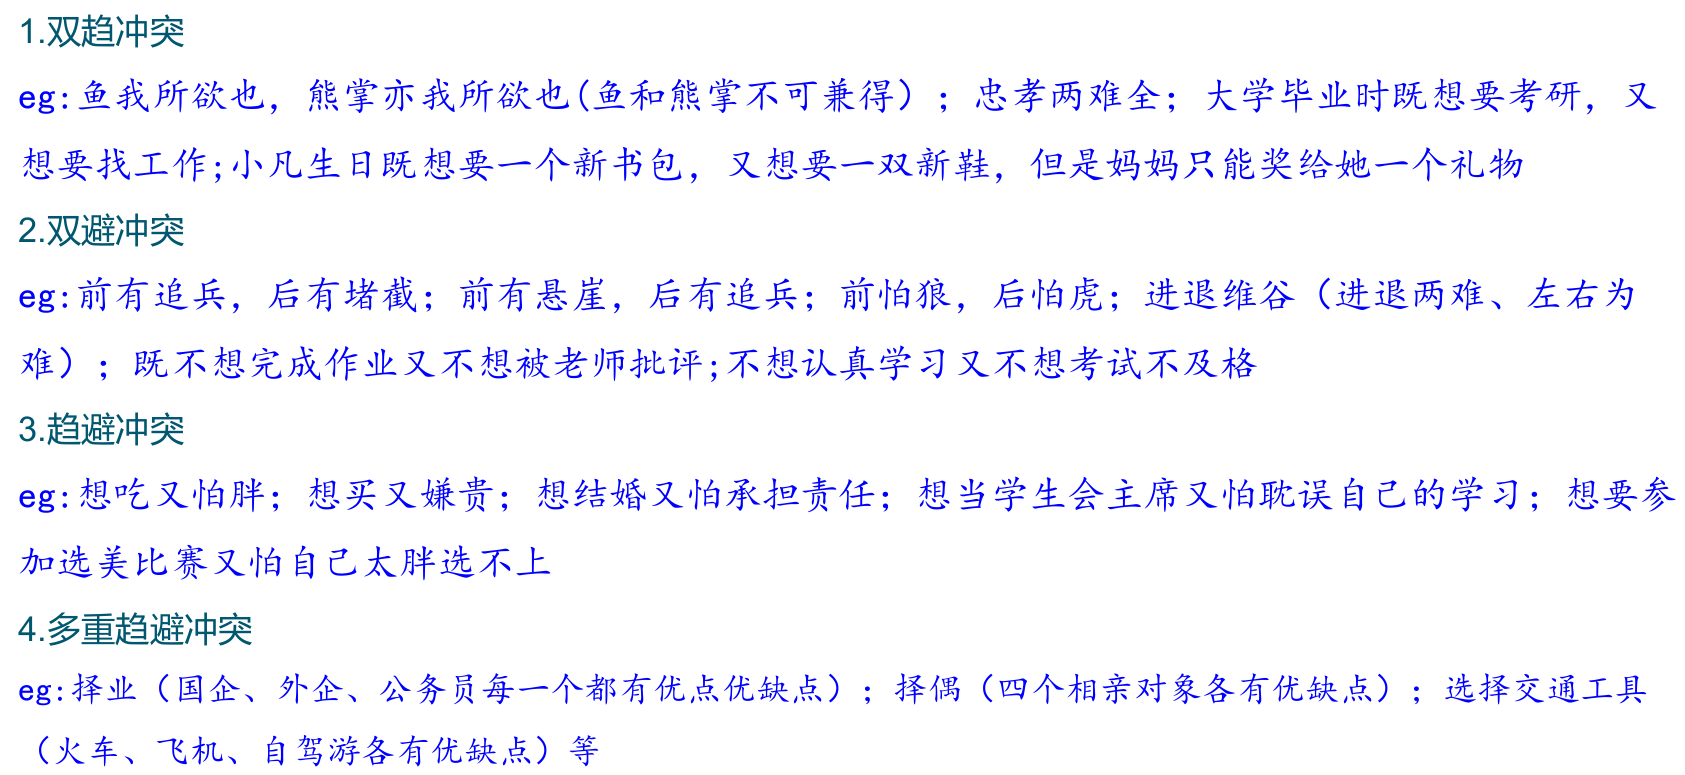 1.双趋冲突
eg:鱼我所欲也，熊掌亦我所欲也(鱼和熊掌不可兼得）；忠孝两难全；大学毕业时既想要考研，又
想要找工作;小凡生日既想要一个新书包，又想要一双新鞋，但是妈妈只能奖给她一个礼物
2.双避冲突
eg:前有追兵，后有堵截；前有悬崖，后有追兵；前怕狼，后怕虎；进退维谷（进退两难、左右为
难）；既不想完成作业又不想被老师批评;不想认真学习又不想考试不及格
3.趋避冲突
eg:想吃又怕胖；想买又嫌贵；想结婚又怕承担责任；想当学生会主席又怕耽误自己的学习；想要参
加选美比赛又怕自己太胖选不上
4.多重趋避冲突
eg:择业（国企、外企、公务员每一个都有优点优缺点）；择偶（四个相亲对象各有优缺点）；选择交通工具
（火车、飞机、自驾游各有优缺点）等